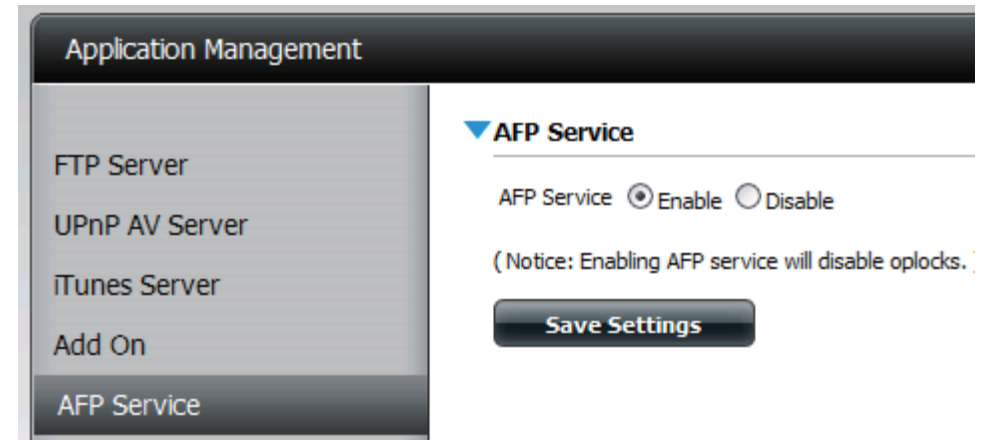 Application Management
FTP Server
UPnP AV Server
iTunes Server
Add On
AFP Service
AFP Service
AFP Service Enable Disable
( Notice: Enabling AFP service will disable oplocks. )
Save Settings